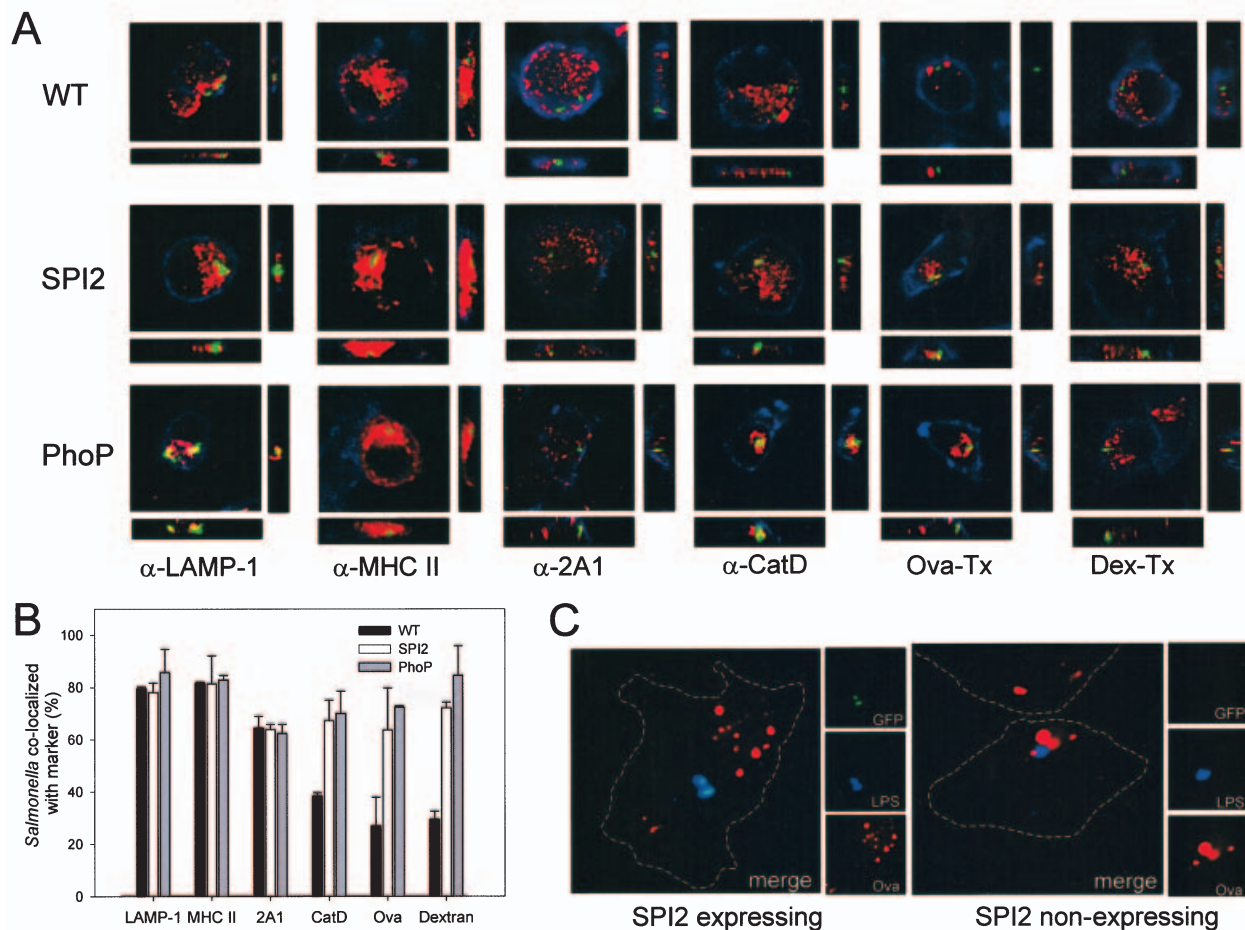 A
WT
SPI2
PhoP
α-LAMP-1 α-MHC II α-2A1 α-CatD Ova-Tx Dex-Tx
B
WT
SPI2
PhoP
Salmonella co-localized
with marker (%)
100
80
60
40
20
0
LAMP-1 MHC II 2A1 CatD Ova Dextran
C
merge
GFP
LPS
Ova
SPI2 expressing
merge
GFP
LPS
Ova
SPI2 non-expressing